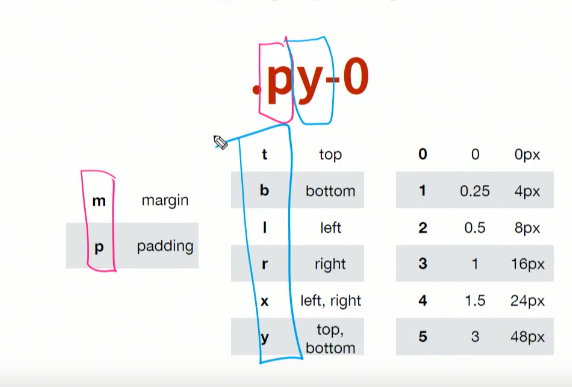 .py-0
m margin
p padding
t top
b bottom
l left
r right
x left, right
y top,
bottom
0 0 0px
1 0.25 4px
2 0.5 8px
3 1 16px
4 1.5 24px
5 3 48px